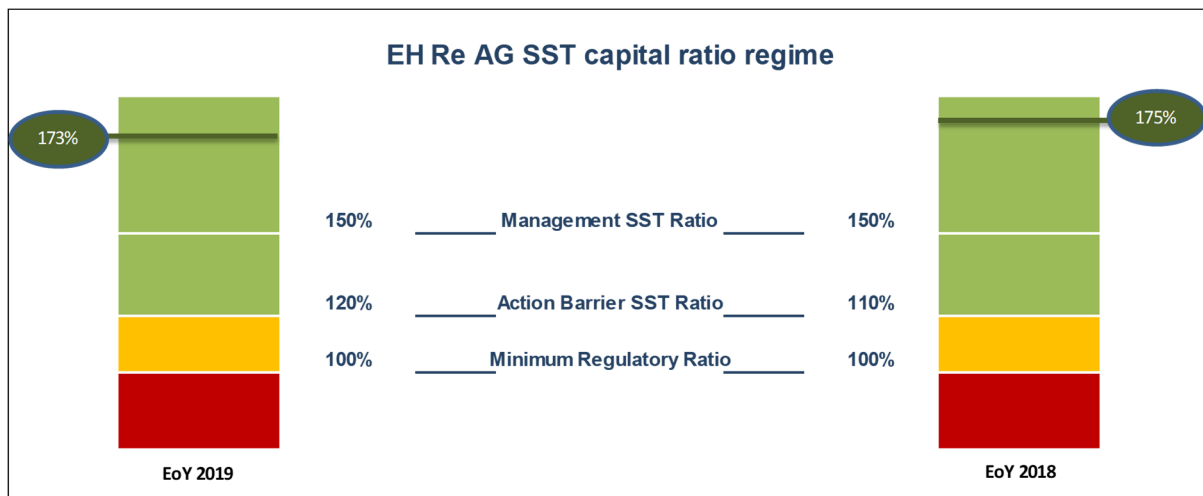 EH Re AG SST capital ratio regime
173%
175%
150% Management SST Ratio 150%
120% Action Barrier SST Ratio 110%
100% Minimum Regulatory Ratio 100%
EoY 2019
EoY 2018